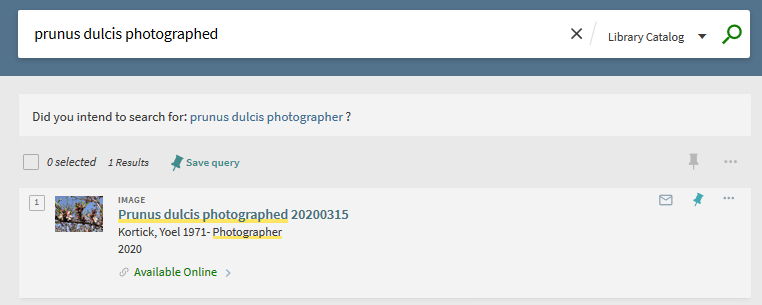 prunus dulcis photographed
Library Catalog
Did you intend to search for: prunus dulcis photographer ?
0 selected 1 Results Save query
1
IMAGE
Prunus dulcis photographed 20200315
Kortick, Yoel 1971- Photographer
2020
Available Online